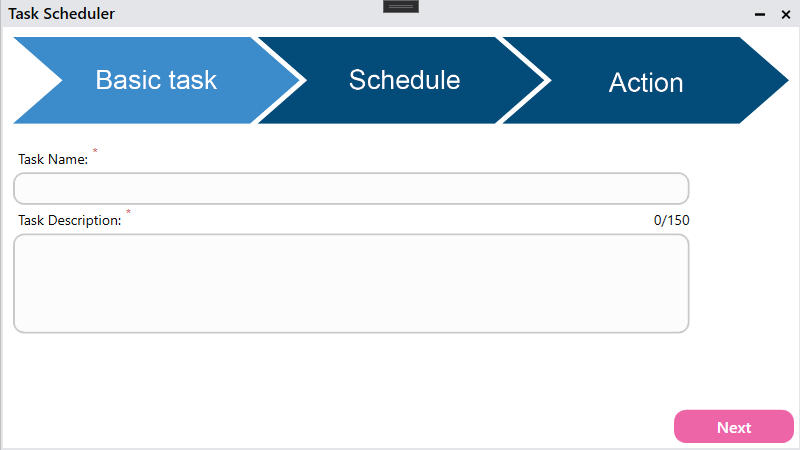 Task Scheduler
Basic task
Schedule
Action
Task Name: *
Task Description: *
0/150
Next